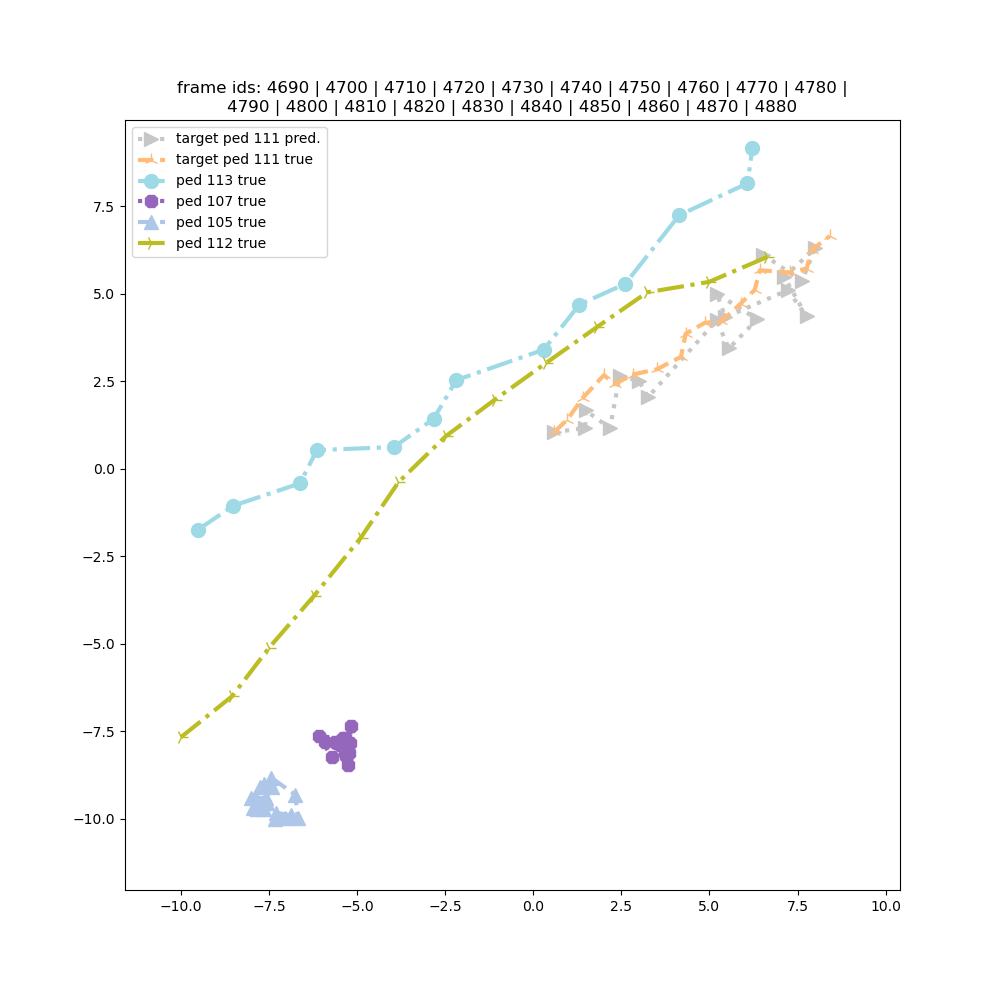 frame ids: 4690 | 4700 | 4710 | 4720 | 4730 | 4740 | 4750 | 4760 | 4770 | 4780 |
4790 | 4800 | 4810 | 4820 | 4830 | 4840 | 4850 | 4860 | 4870 | 4880
target ped 111 pred.
target ped 111 true
ped 113 true
ped 107 true
ped 105 true
ped 112 true
7.5
5.0
2.5
0.0
−2.5
−5.0
−7.5
−10.0
−10.0 −7.5 −5.0 −2.5 0.0 2.5 5.0 7.5 10.0